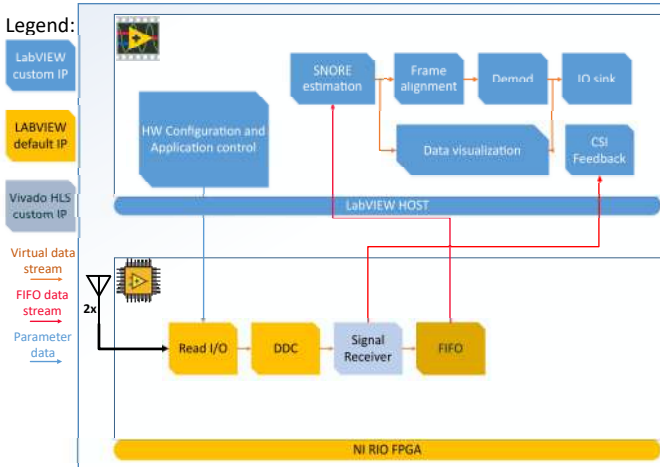 Legend:
LabVIEW
custom IP
LABVIEW
default IP
Vivado HLS
custom IP
Virtual data
stream
FIFO data
stream
Parameter
data
SNORE
estimation
Frame
alignment
Demod
IQ sink
HW Configuration and
Application control
Data visualization
CSI
Feedback
LabVIEW HOST
2x
Read I/O
DDC
Signal
Receiver
FIFO
NI RIO FPGA